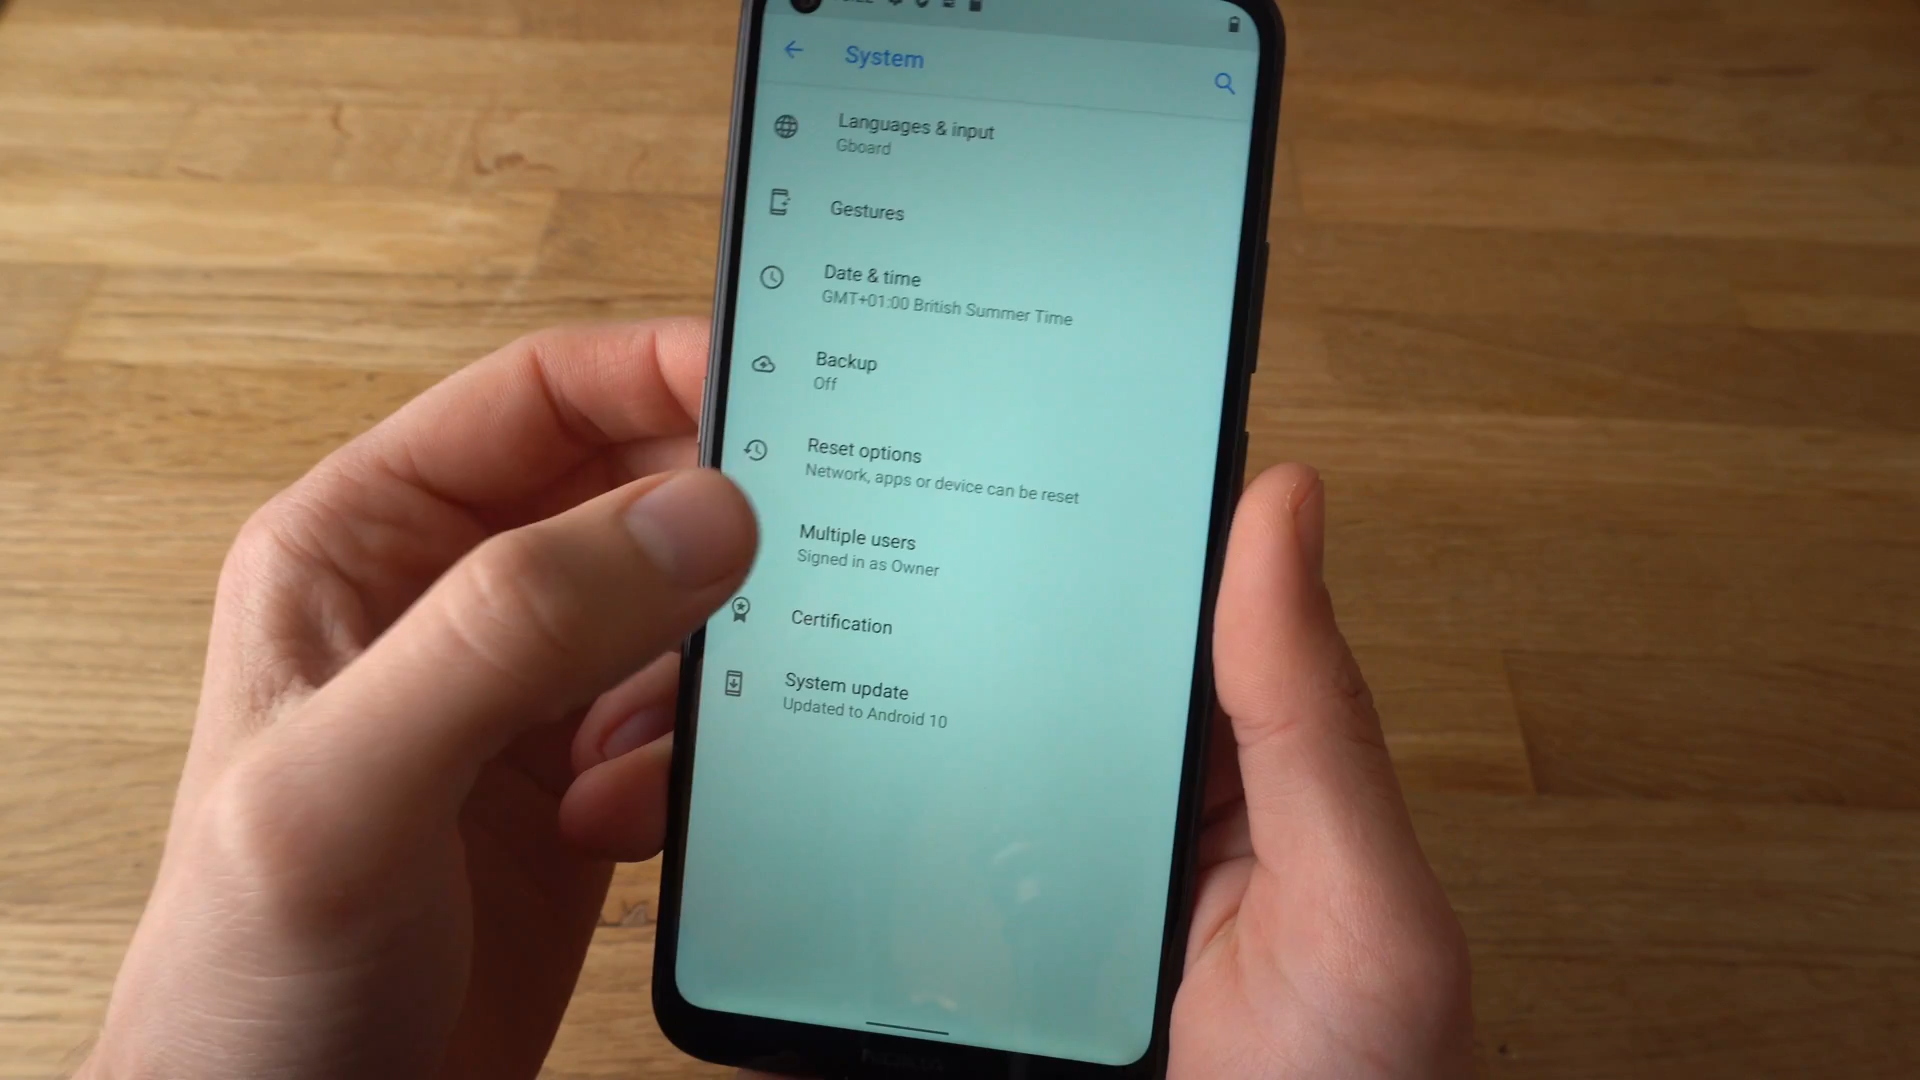 System
Languages & input
Gboard
Gestures
Date & time
GMT+01:00 British Summer Time
Backup
Off
Reset options
Network, apps or device can be reset
Multiple users
Signed in as Owner
Certification
System update
Updated to Android 10
NOKIA